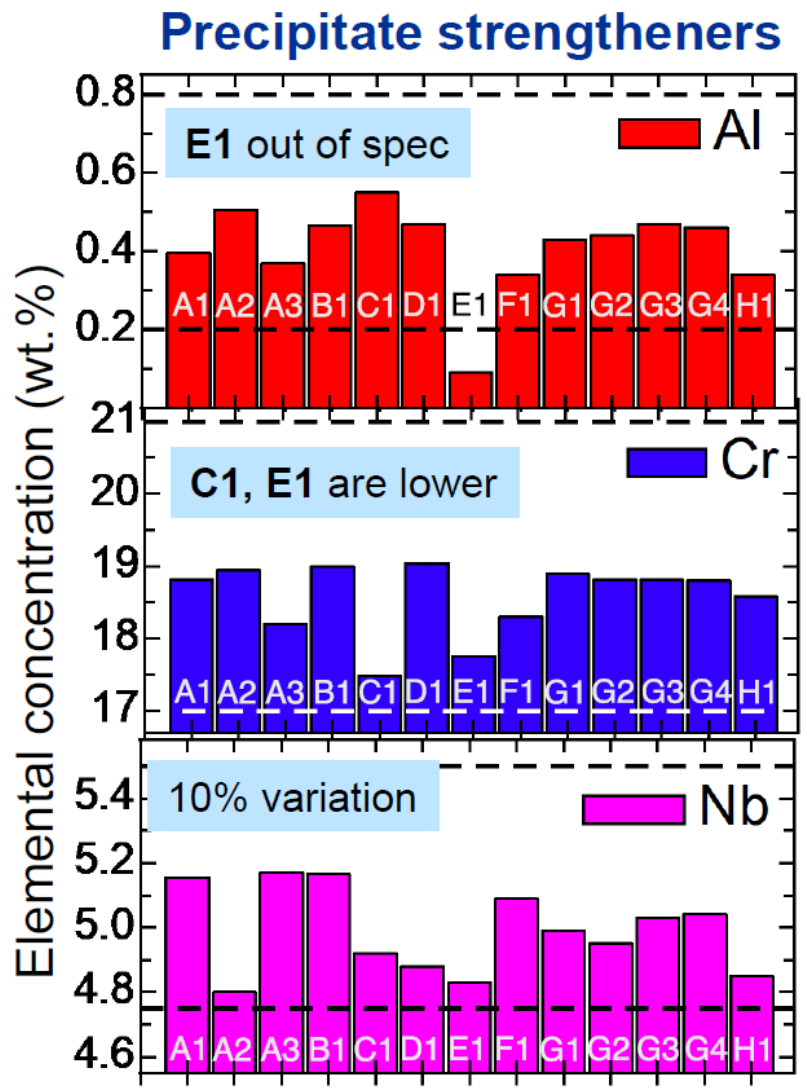 Precipitate strengtheners
Elemental concentration (wt.%)
0.8
0.6
0.4
0.2
E1 out of spec
Al
A1 A2 A3 B1 C1 D1 E1 F1 G1 G2 G3 G4 H1
21
20
19
18
17
C1, E1 are lower
Cr
A1 A2 A3 B1 C1 D1 E1 F1 G1 G2 G3 G4 H1
5.4
5.2
5.0
4.8
4.6
10% variation
Nb
A1 A2 A3 B1 C1 D1 E1 F1 G1 G2 G3 G4 H1